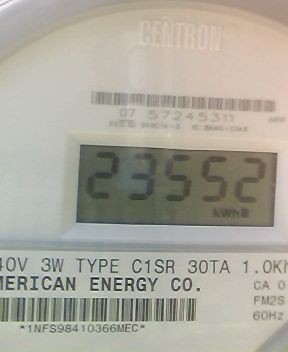 CENTRON®
07 57245311
23552
kWh
40V 3W TYPE C1SR 30TA 1.0Kh
MERICAN ENERGY CO.
CA 0
FM2S
60Hz
*1NFS98410366MEC*